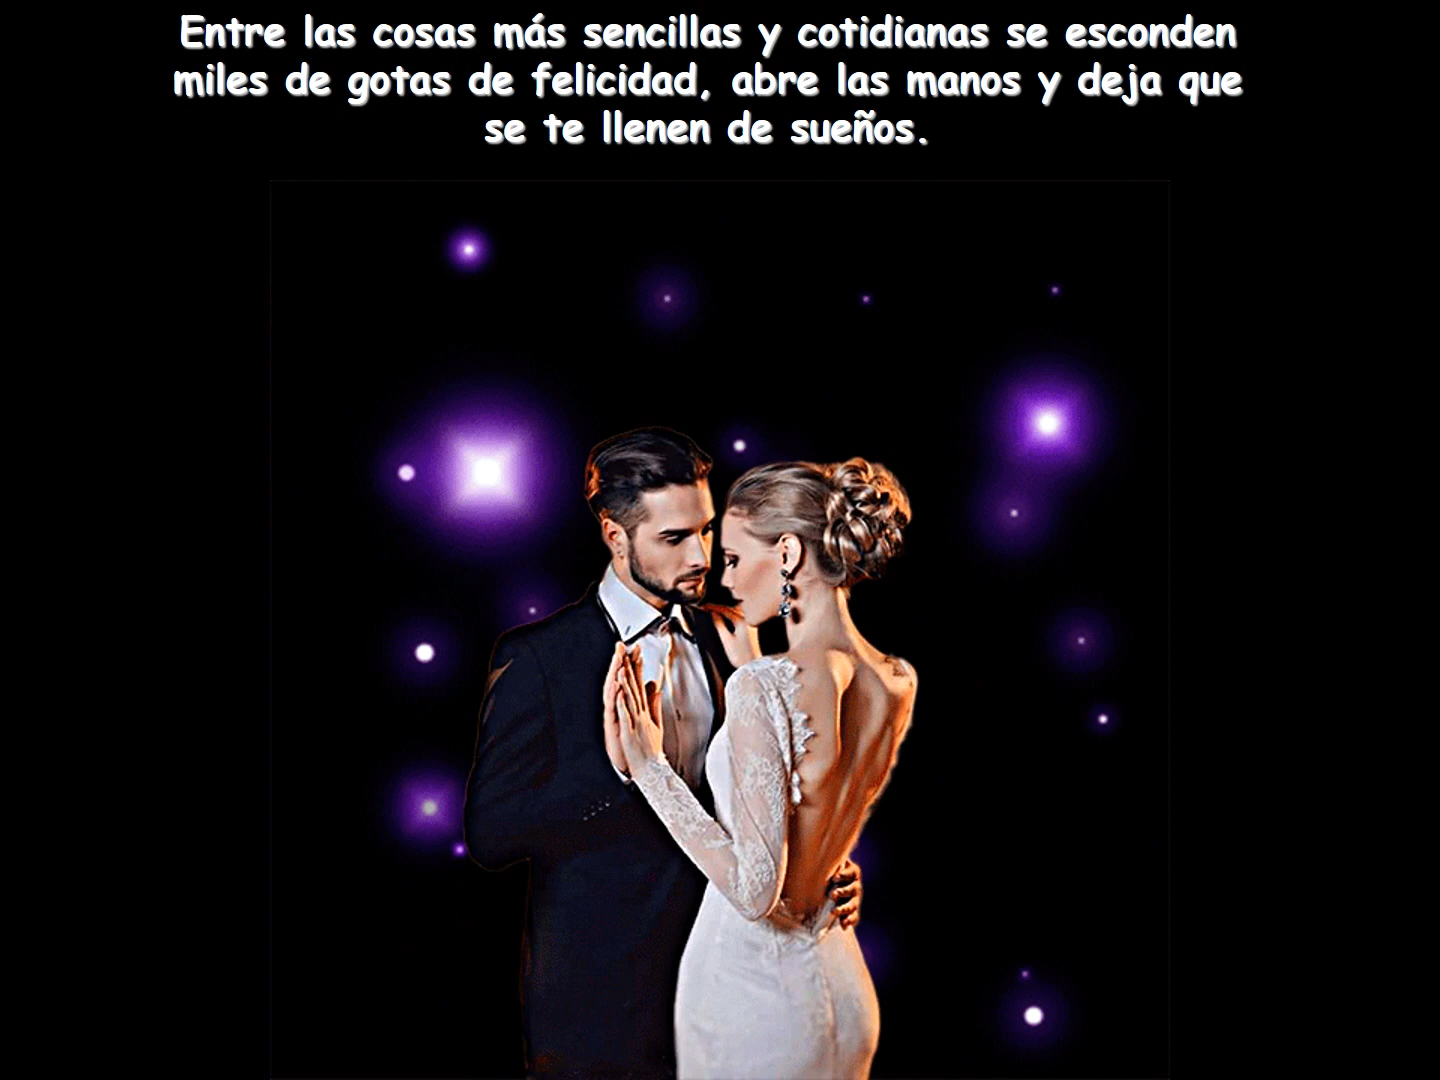 Entre las cosas más sencillas y cotidianas se esconden
miles de gotas de felicidad, abre las manos y deja que
se te llenen de sueños.